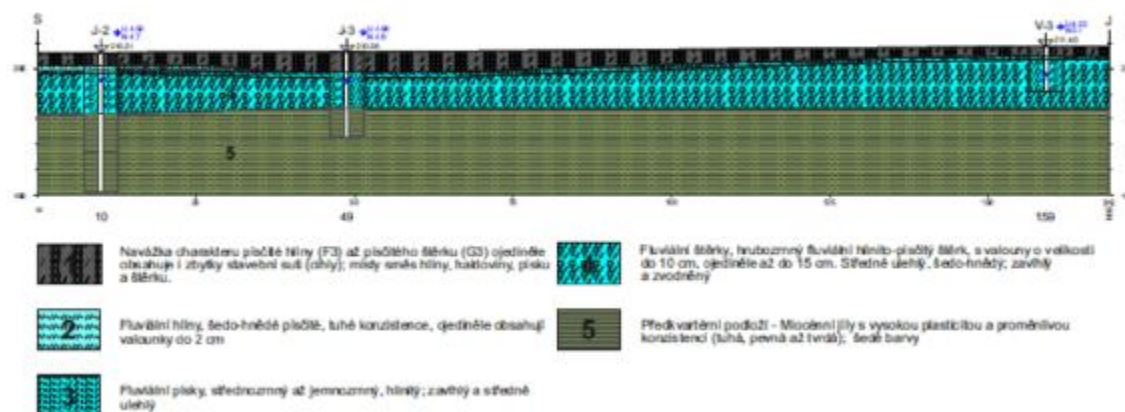 S
J
J-2
J-3
V-3
5
10
49
159
1
Navážka charakteru písčité hlíny (F3) až písčitého štěrku (G3) ojediněle
obsahuje i zbytky stavební suti (cihly); místy směs hlíny, haldoviny, písku
a štěrku.
2
Fluviální hlíny, šedo-hnědé písčité, tuhé konzistence, ojediněle obsahují
valounky do 2 cm
3
Fluviální písky, střednozrnný až jemnozrnný, hlinitý; zavlhlý a středně
ulehlý
4
Fluviální štěrky, hrubozrnný fluviální hlinito-písčitý štěrk, s valouny o velikosti
do 10 cm, ojediněle až do 15 cm. Středně ulehlý, šedo-hnědý; zavlhlý
a zvodněný
5
Předkvartérní podloží - Miocénní jíly s vysokou plasticitou a proměnlivou
konzistencí (tuhá, pevná až tvrdá); šedé barvy